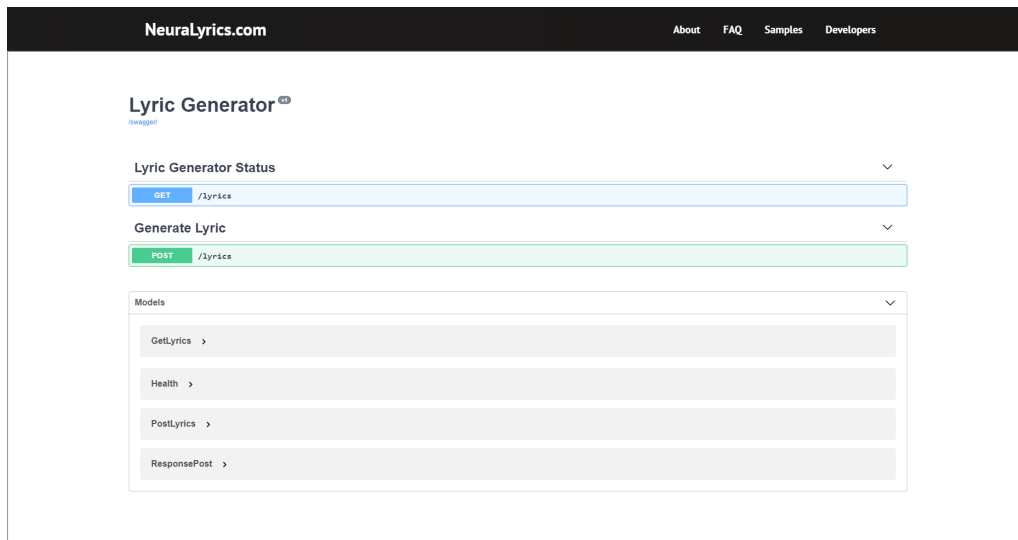 NeuraLyrics.com About FAQ Samples Developers
Lyric Generator v1
/swagger/
Lyric Generator Status
GET /lyrics
Generate Lyric
POST /lyrics
Models
GetLyrics
Health
PostLyrics
ResponsePost